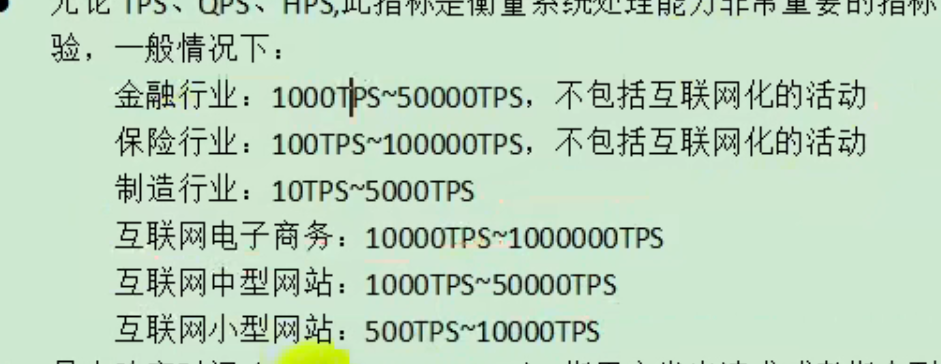 无论 TPS、QPS、HPS,此指标是衡量系统处理能力非常重要的指标
验，一般情况下：
金融行业：1000TPS~50000TPS，不包括互联网化的活动
保险行业：100TPS~100000TPS，不包括互联网化的活动
制造行业：10TPS~5000TPS
互联网电子商务：10000TPS~1000000TPS
互联网中型网站：1000TPS~50000TPS
互联网小型网站：500TPS~10000TPS